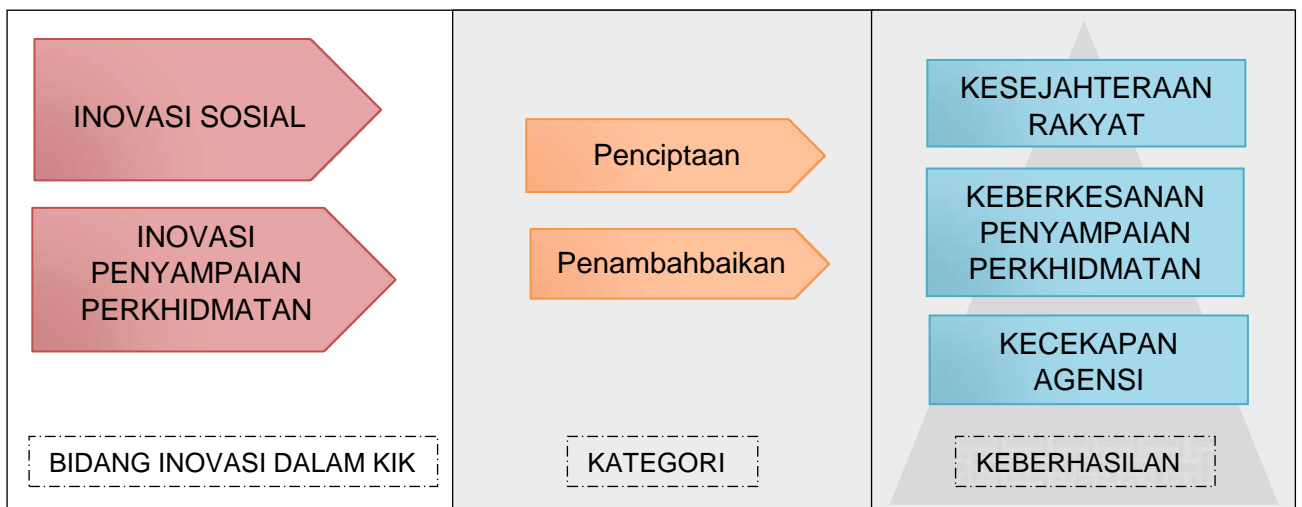 INOVASI SOSIAL
INOVASI
PENYAMPAIAN
PERKHIDMATAN
BIDANG INOVASI DALAM KIK
Penciptaan
Penambahbaikan
KATEGORI
KESEJAHTERAAN
RAKYAT
KEBERKESANAN
PENYAMPAIAN
PERKHIDMATAN
KECEKAPAN
AGENSI
KEBERHASILAN